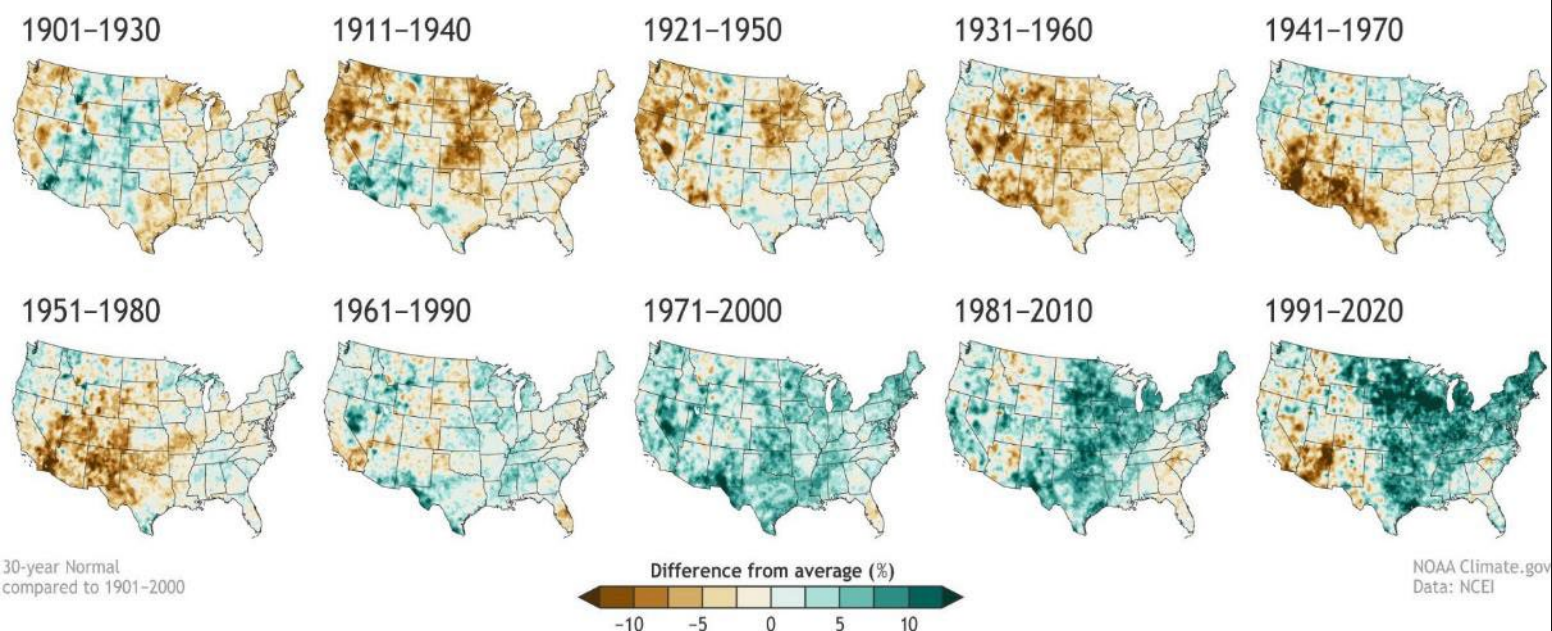 1901–1930
1911–1940
1921–1950
1931–1960
1941–1970
1951–1980
1961–1990
1971–2000
1981–2010
1991–2020
30-year Normal
compared to 1901–2000
Difference from average (%)
−10 −5 0 5 10
NOAA Climate.gov
Data: NCEI